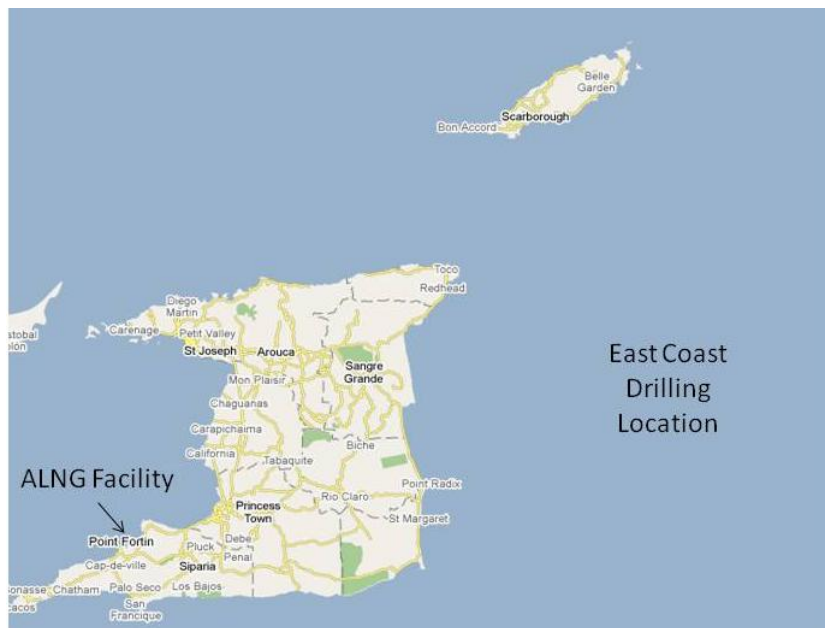 Belle
Garden
Scarborough
Bon Accord
Toco
Redhead
Diego
Martin
Carenage
Petit Valley
St Joseph
Arouca
Sangre
Grande
Mon Plaisir
Chaguanas
Carapichaima
California
Tabaquite
Biche
East Coast
Drilling
Location
ALNG Facility
Point Radix
Rio Claro
Princess
Town
St Margaret
Point Fortin
Debe
Pluck
Penal
Cap-de-ville
Siparia
Palo Seco
Los Bajos
Chatham
San
Francique